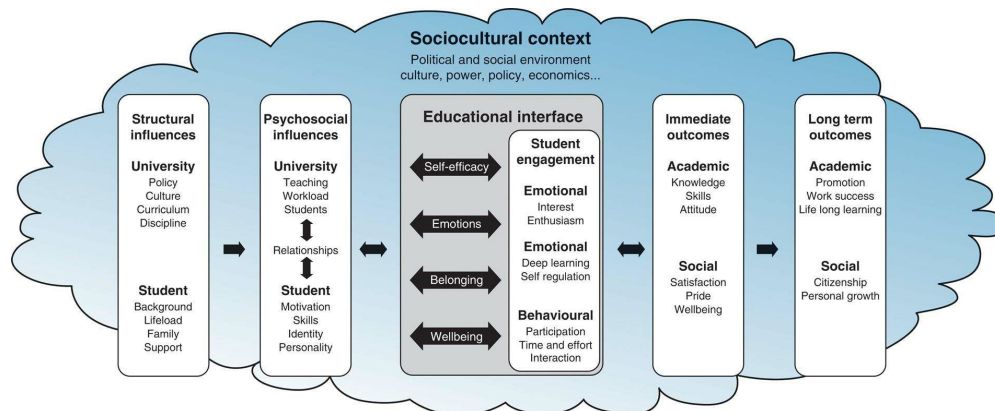 Sociocultural context
Political and social environment
culture, power, policy, economics...
Structural
influences
University
Policy
Culture
Curriculum
Discipline
Student
Background
Lifeload
Family
Support
Psychosocial
influences
University
Teaching
Workload
Students
Relationships
Student
Motivation
Skills
Identity
Personality
Educational interface
Self-efficacy
Emotions
Belonging
Wellbeing
Student
engagement
Emotional
Interest
Enthusiasm
Emotional
Deep learning
Self regulation
Behavioural
Participation
Time and effort
Interaction
Immediate
outcomes
Academic
Knowledge
Skills
Attitude
Social
Satisfaction
Pride
Wellbeing
Long term
outcomes
Academic
Promotion
Work success
Life long learning
Social
Citizenship
Personal growth